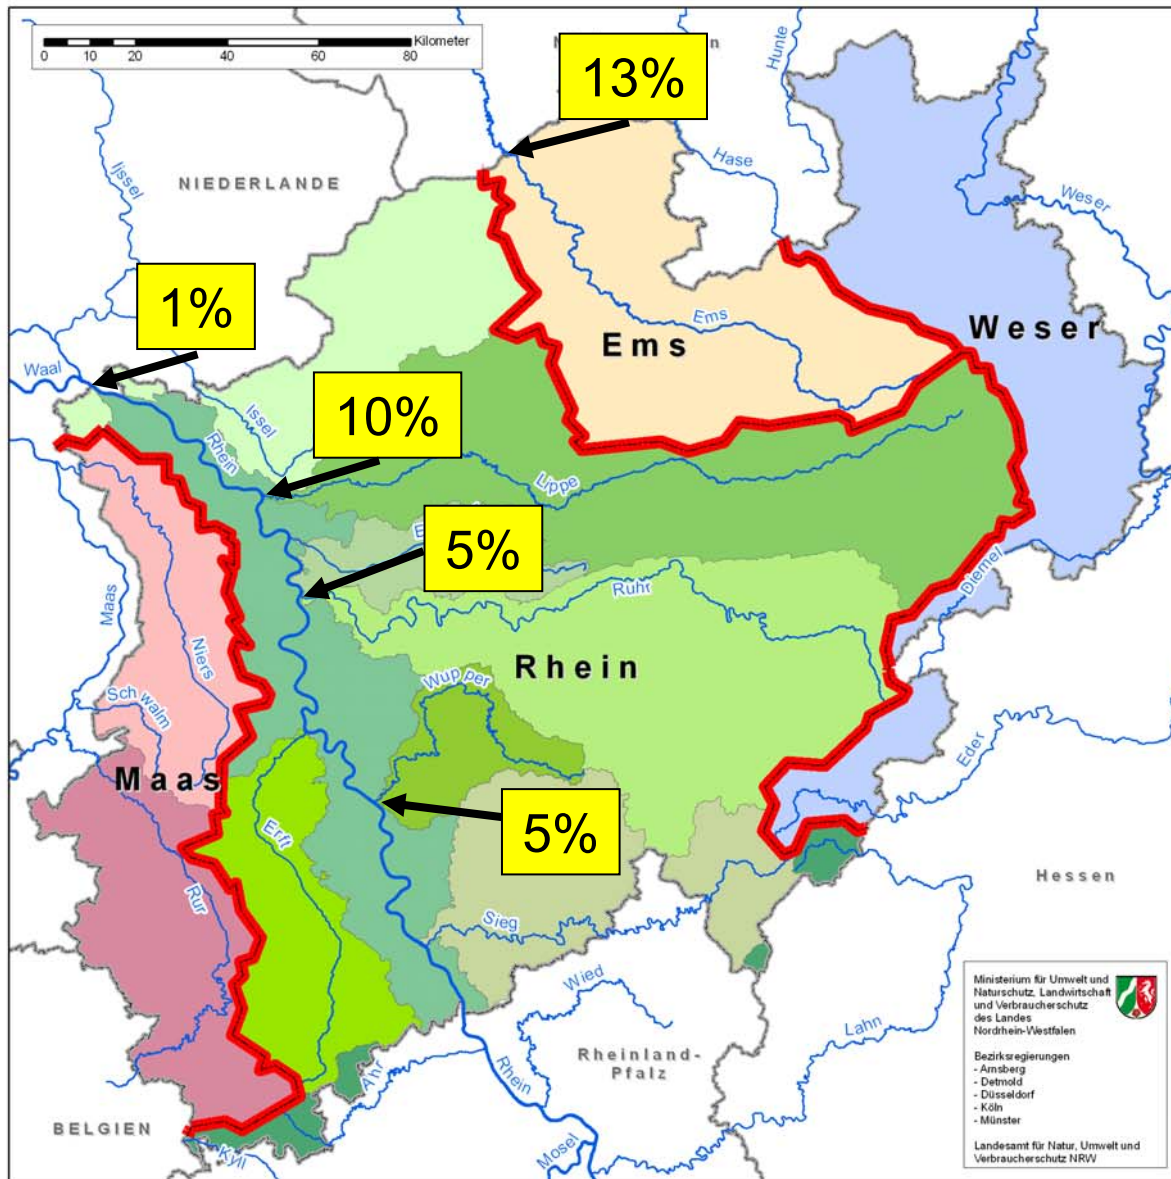 Kilometer
0 10 20 40 60 80
13%
Hunte
Hase
Weser
Ijssel
NIEDERLANDE
1%
Ems
Ems
Weser
Waal
10%
Issel
Rhein
Lippe
5%
Ruhr
Diemel
Maas
Niers
Rhein
Wupper
Schwalm
Maas
Eder
5%
Erft
Hessen
Rur
Sieg
Wied
Lahn
Rheinland-
Pfalz
Rhein
Ahr
BELGIEN
Kyll
Mosel
Ministerium für Umwelt und
Naturschutz, Landwirtschaft
und Verbraucherschutz
des Landes
Nordrhein-Westfalen
Bezirksregierungen
- Arnsberg
- Detmold
- Düsseldorf
- Köln
- Münster
Landesamt für Natur, Umwelt und
Verbraucherschutz NRW